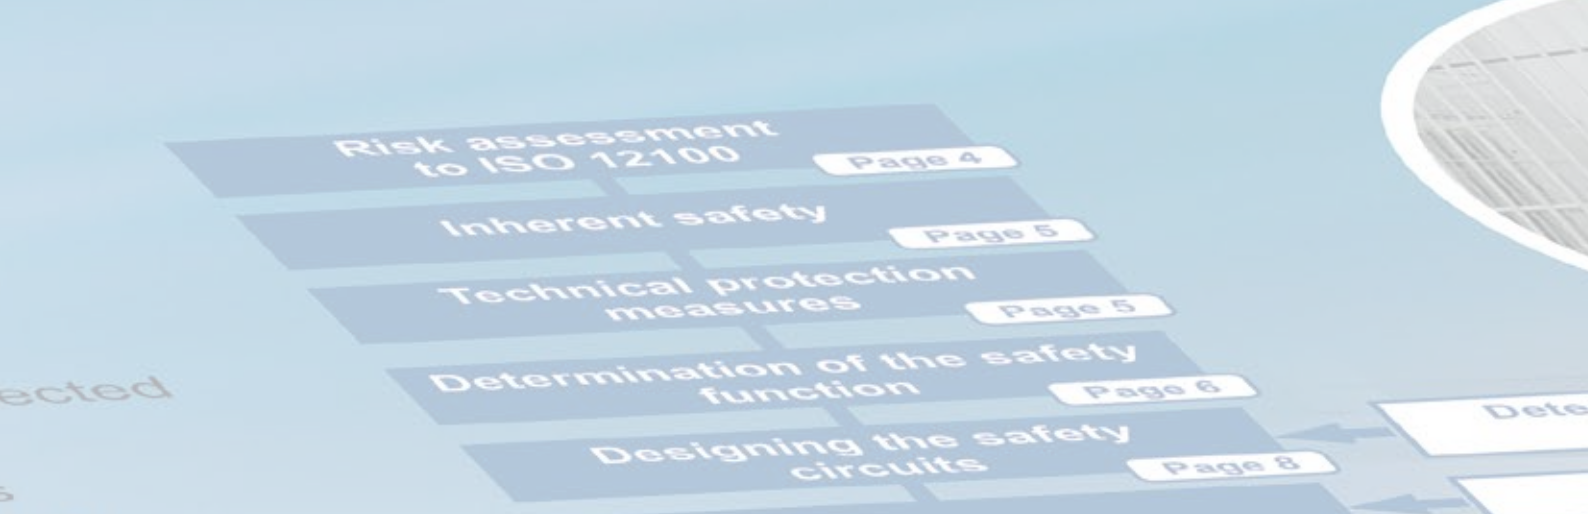 Risk assessment
to ISO 12100
Page 4
Inherent safety
Page 5
Technical protection
measures
Page 5
Determination of the safety
function
Page 6
ected
Dete
Designing the safety
circuits
Page 8
s